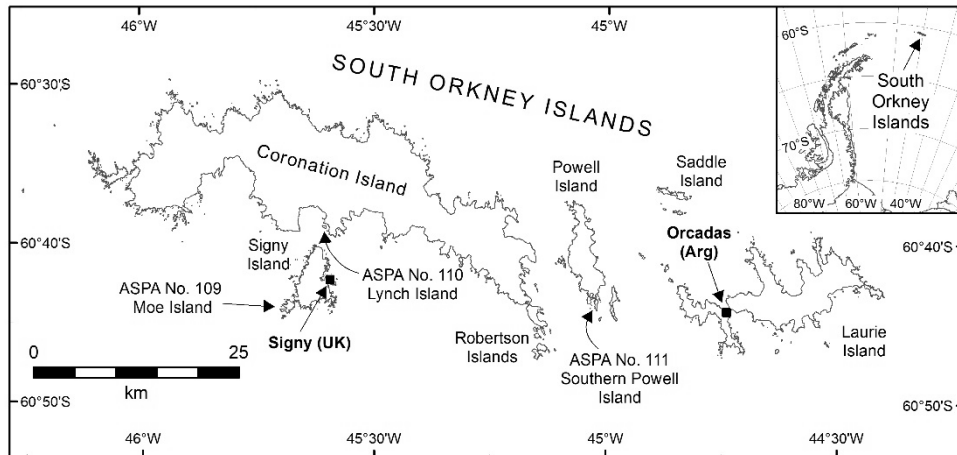 46°W
45°30'W
45°W
60°S
South
Orkney
Islands
70°S
80°W
60°W
40°W
60°30'S
SOUTH ORKNEY ISLANDS
Coronation Island
Powell
Island
Saddle
Island
60°40'S
Signy
Island
Orcadas
(Arg)
60°40'S
ASPA No. 110
Lynch Island
ASPA No. 109
Moe Island
Signy (UK)
Robertson
Islands
ASPA No. 111
Southern Powell
Island
Laurie
Island
0
25
km
60°50'S
60°50'S
46°W
45°30'W
45°W
44°30'W